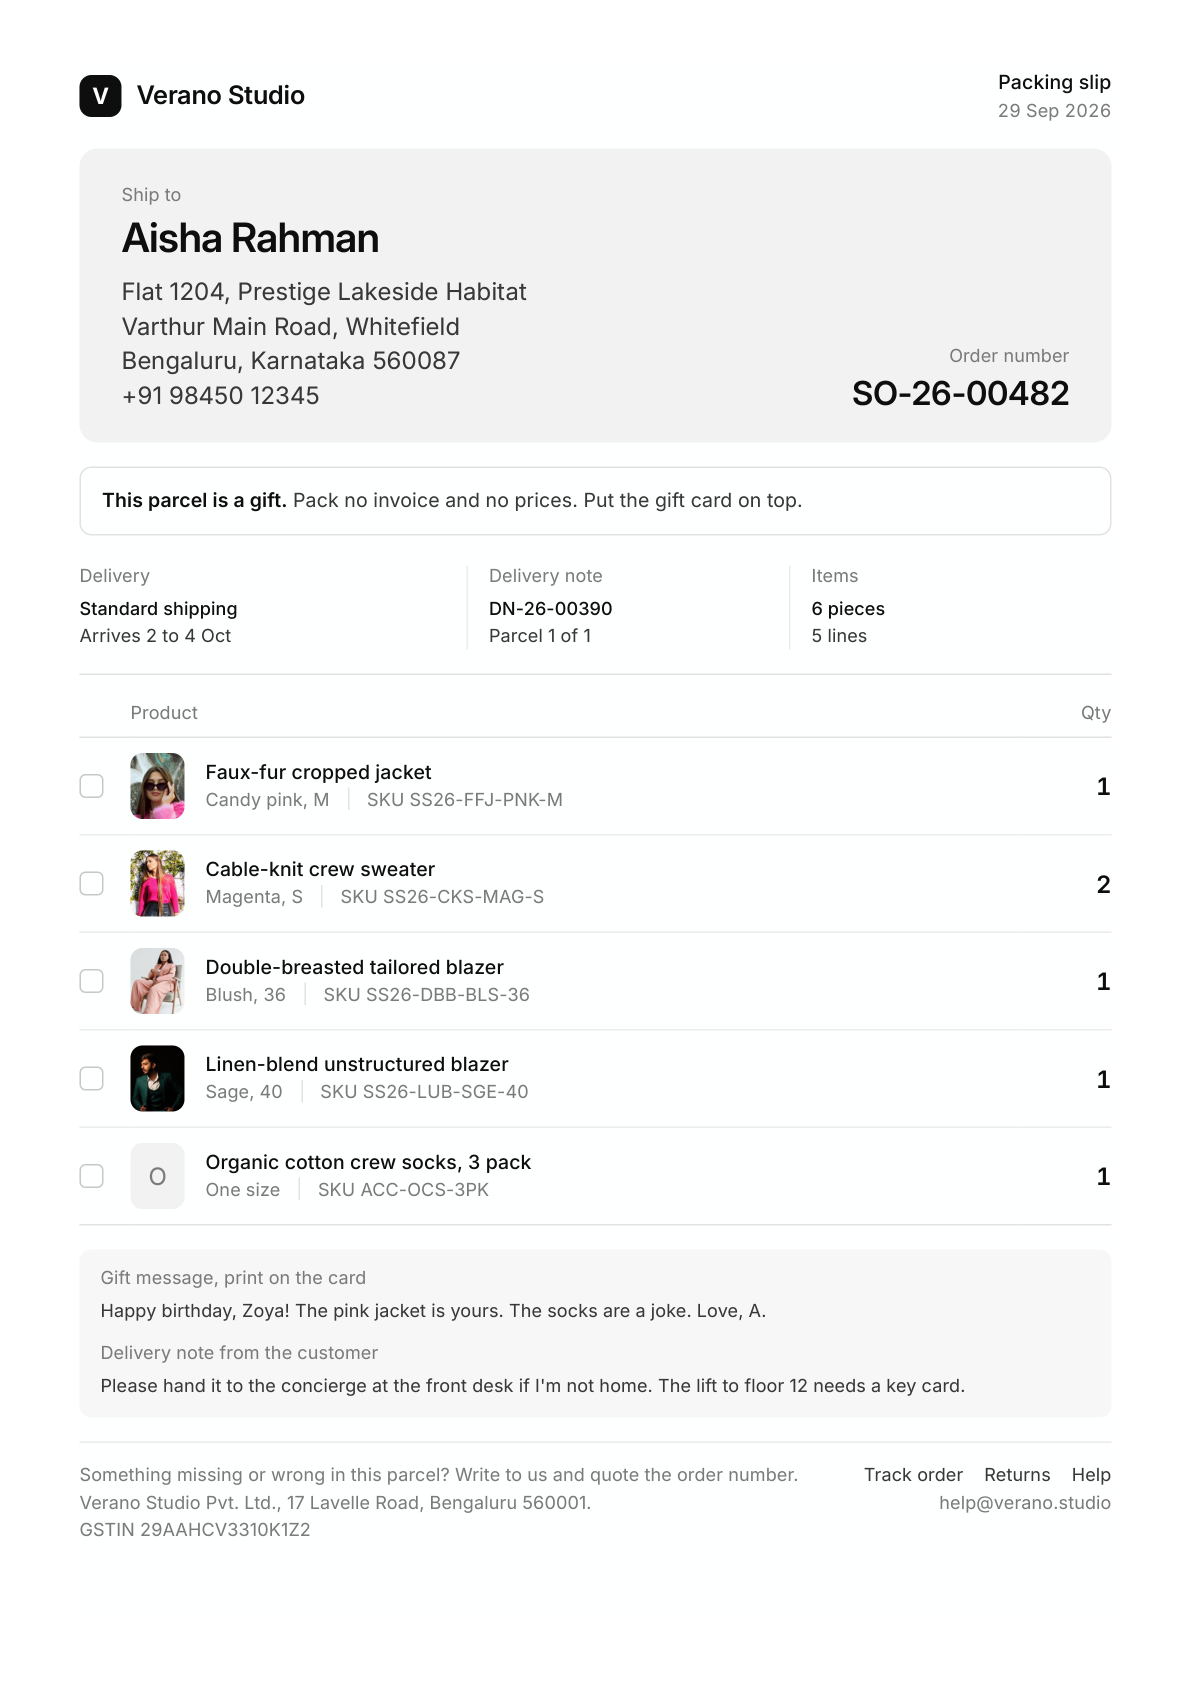 V
Verano Studio
Packing slip
29 Sep 2026
Ship to
Aisha Rahman
Flat 1204, Prestige Lakeside Habitat
Varthur Main Road, Whitefield
Bengaluru, Karnataka 560087
+91 98450 12345
Order number
SO-26-00482
This parcel is a gift. Pack no invoice and no prices. Put the gift card on top.
Delivery
Standard shipping
Arrives 2 to 4 Oct
Delivery note
DN-26-00390
Parcel 1 of 1
Items
6 pieces
5 lines
Product Qty
Faux-fur cropped jacket
Candy pink, M SKU SS26-FFJ-PNK-M
1
Cable-knit crew sweater
Magenta, S SKU SS26-CKS-MAG-S
2
Double-breasted tailored blazer
Blush, 36 SKU SS26-DBB-BLS-36
1
Linen-blend unstructured blazer
Sage, 40 SKU SS26-LUB-SGE-40
1
O
Organic cotton crew socks, 3 pack
One size SKU ACC-OCS-3PK
1
Gift message, print on the card
Happy birthday, Zoya! The pink jacket is yours. The socks are a joke. Love, A.
Delivery note from the customer
Please hand it to the concierge at the front desk if I'm not home. The lift to floor 12 needs a key card.
Something missing or wrong in this parcel? Write to us and quote the order number.
Verano Studio Pvt. Ltd., 17 Lavelle Road, Bengaluru 560001.
GSTIN 29AAHCV3310K1Z2
Track order Returns Help
help@verano.studio